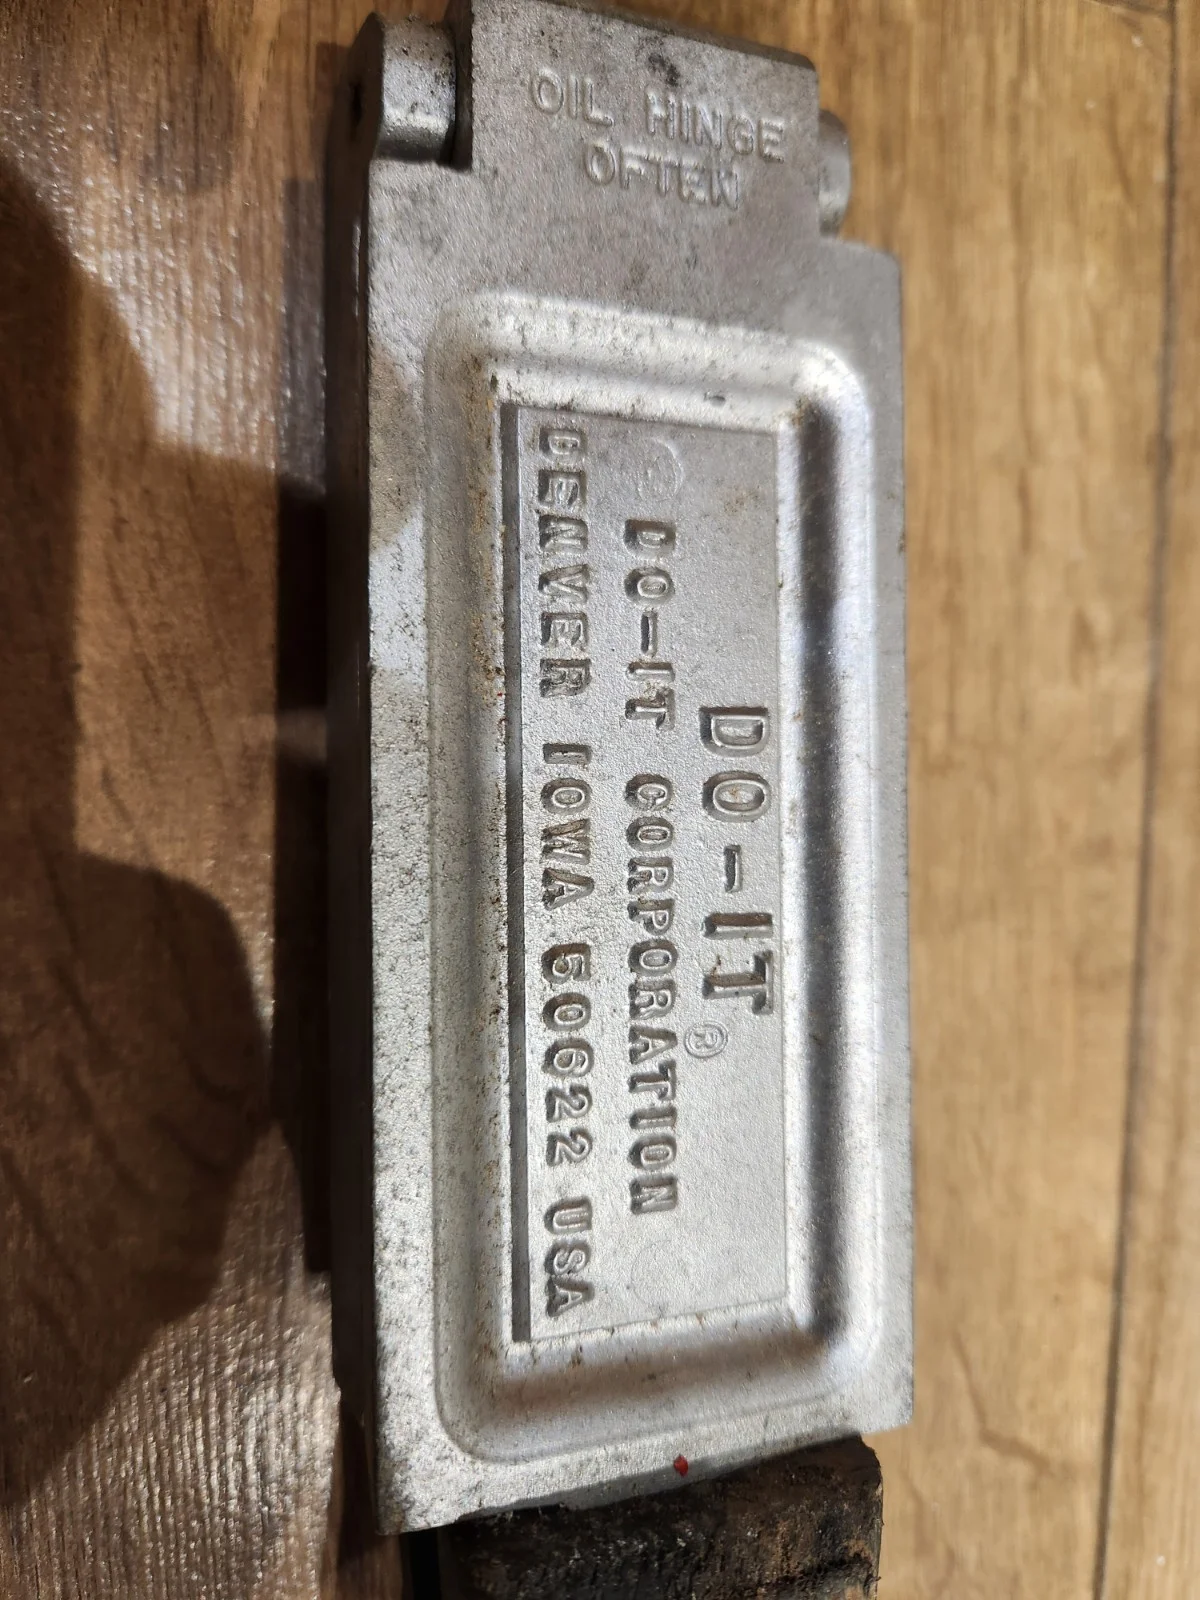 OIL HINGE
OFTEN
DO-IT®
DO-IT CORPORATION
DENVER IOWA 50622 USA